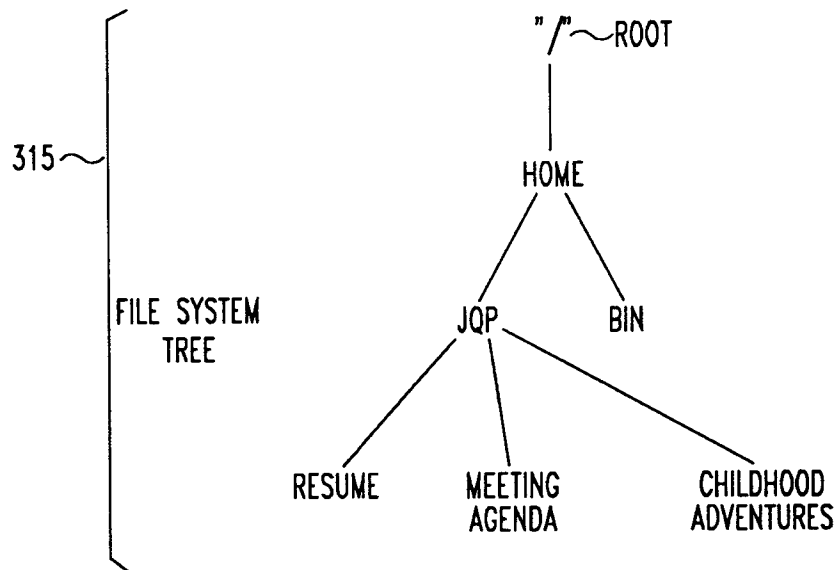 "/" ROOT
315
HOME
FILE SYSTEM
TREE
JQP
BIN
RESUME
MEETING
AGENDA
CHILDHOOD
ADVENTURES